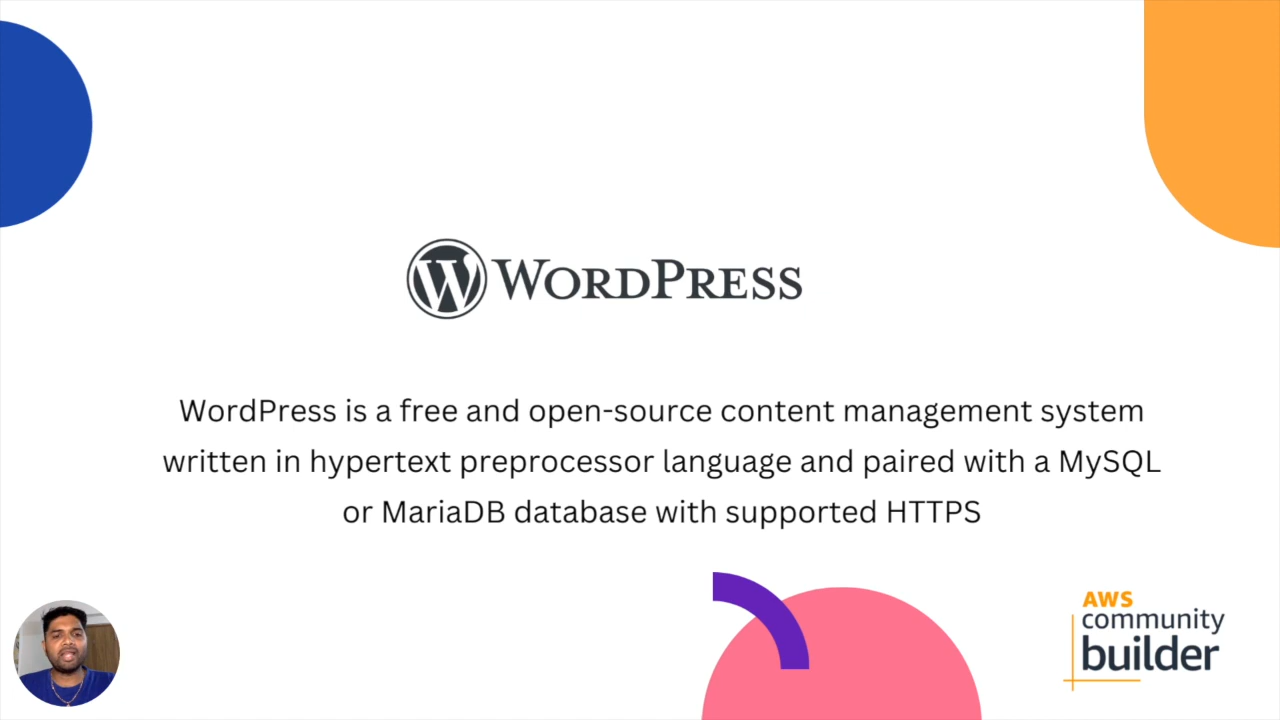 WORDPRESS
WordPress is a free and open-source content management system
written in hypertext preprocessor language and paired with a MySQL
or MariaDB database with supported HTTPS
AWS
community
builder